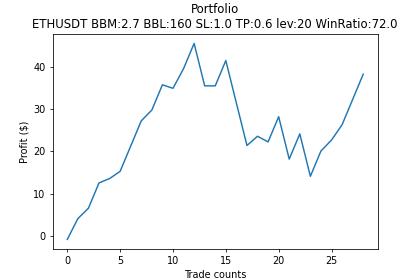 Portfolio
ETHUSDT BBM:2.7 BBL:160 SL:1.0 TP:0.6 lev:20 WinRatio:72.0
40
30
20
10
0
Profit ($)
0 5 10 15 20 25
Trade counts